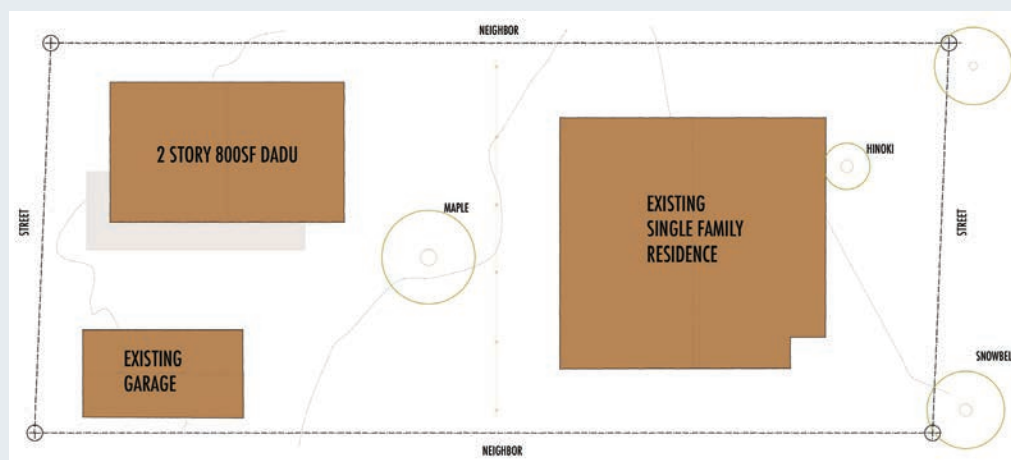 NEIGHBOR
2 STORY 800SF DADU
HINOKI
STREET
MAPLE
EXISTING
SINGLE FAMILY
RESIDENCE
STREET
EXISTING
GARAGE
SNOWBEL
NEIGHBOR